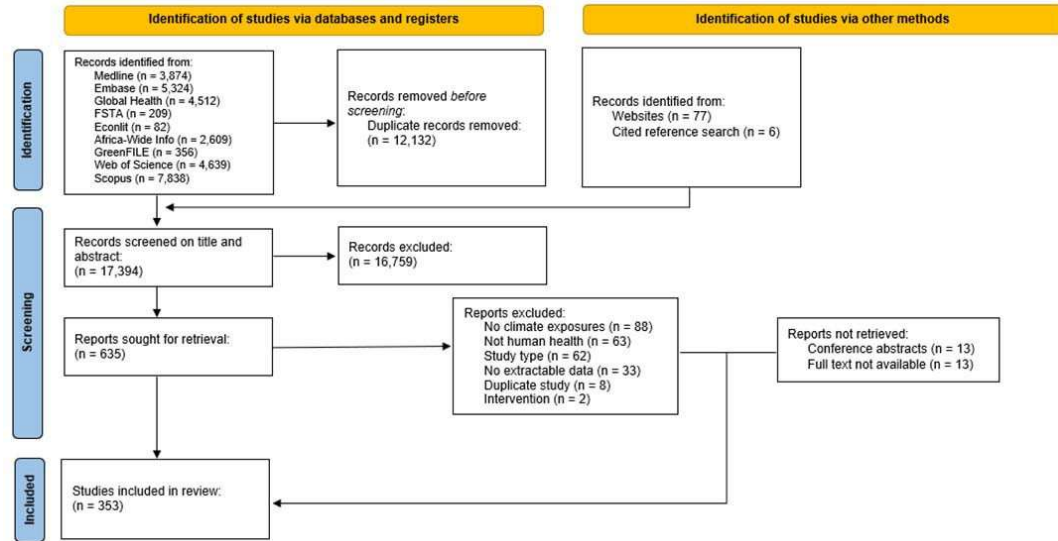 Identification of studies via databases and registers
Identification of studies via other methods
Identification
Records identified from:
Medline (n = 3,874)
Embase (n = 5,324)
Global Health (n = 4,512)
FSTA (n = 209)
Econlit (n = 82)
Africa-Wide Info (n = 2,609)
GreenFILE (n = 356)
Web of Science (n = 4,639)
Scopus (n = 7,838)
Records removed before
screening:
Duplicate records removed:
(n = 12,132)
Records identified from:
Websites (n = 77)
Cited reference search (n = 6)
Screening
Records screened on title and
abstract:
(n = 17,394)
Records excluded:
(n = 16,759)
Reports sought for retrieval:
(n = 635)
Reports excluded:
No climate exposures (n = 88)
Not human health (n = 63)
Study type (n = 62)
No extractable data (n = 33)
Duplicate study (n = 8)
Intervention (n = 2)
Reports not retrieved:
Conference abstracts (n = 13)
Full text not available (n = 13)
Included
Studies included in review:
(n = 353)